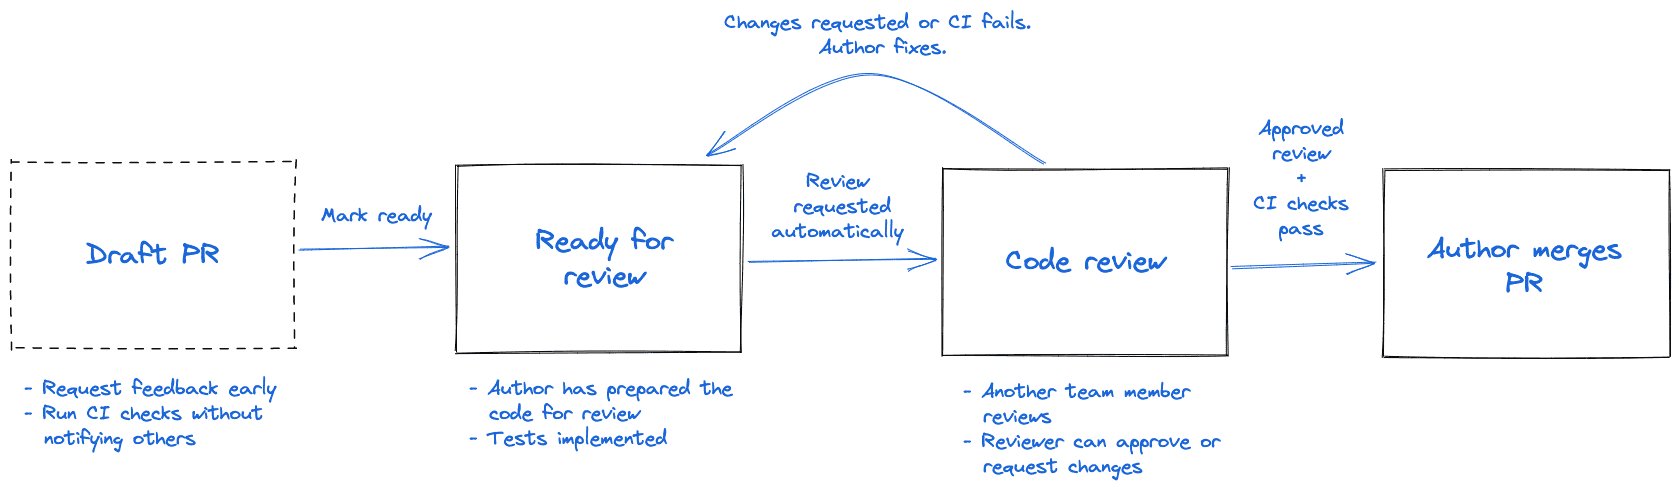 Changes requested or CI fails.
Author fixes.
Draft PR
- Request feedback early
- Run CI checks without
notifying others
Mark ready
Ready for
review
- Author has prepared the
code for review
- Tests implemented
Review
requested
automatically
Code review
- Another team member
reviews
- Reviewer can approve or
request changes
Approved
review
+
CI checks
pass
Author merges
PR